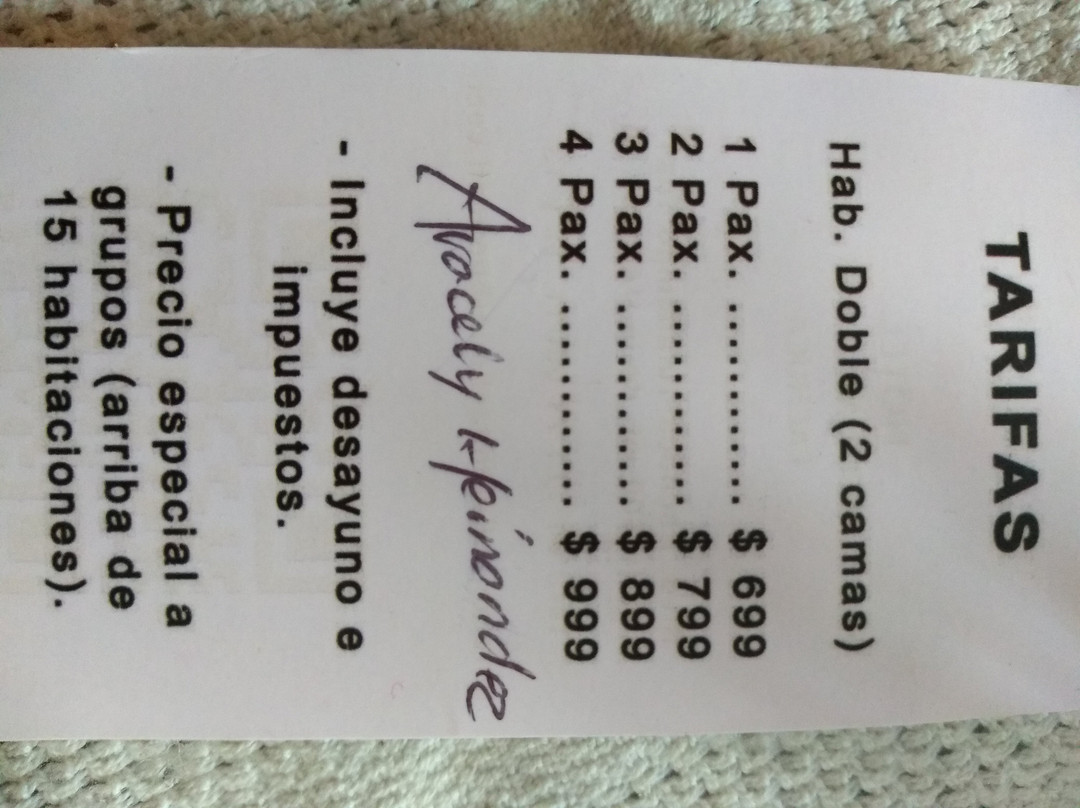 TARIFAS
Hab. Doble (2 camas)
1 Pax. ............ $ 699
2 Pax. ............ $ 799
3 Pax. ............ $ 899
4 Pax. ............ $ 999
Aracely
- Incluye desayuno e
impuestos.
- Precio especial a
grupos (arriba de
15 habitaciones).